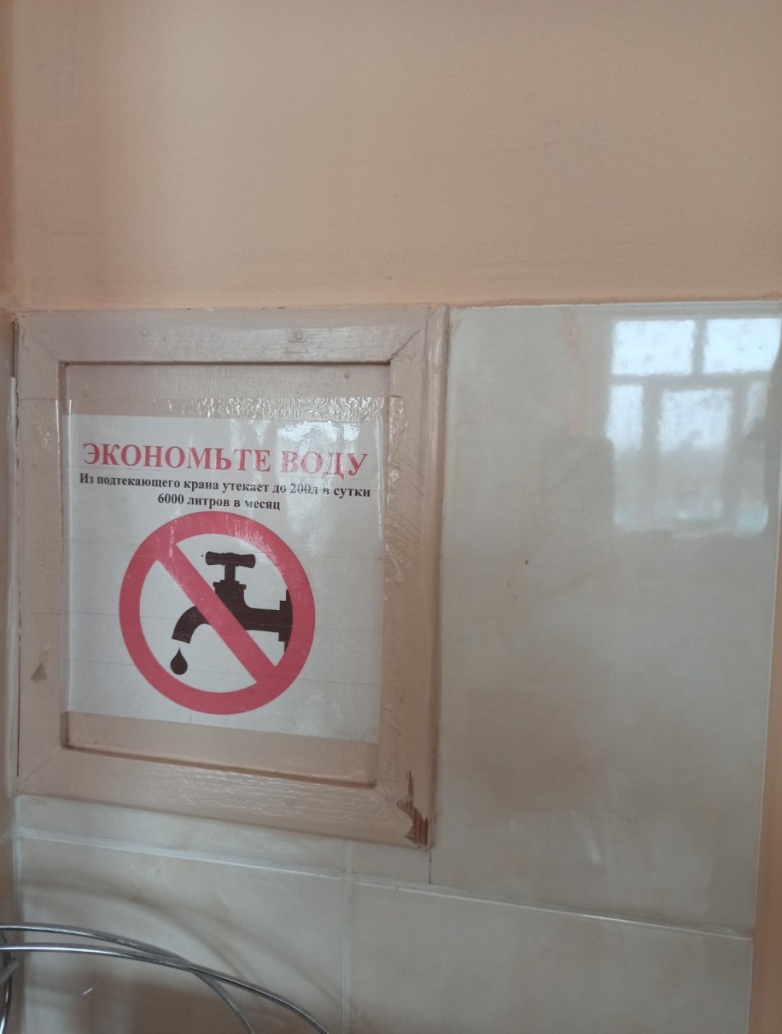 ЭКОНОМЬТЕ ВОДУ
Из подтекающего крана утекает до 200л в сутки
6000 литров в месяц